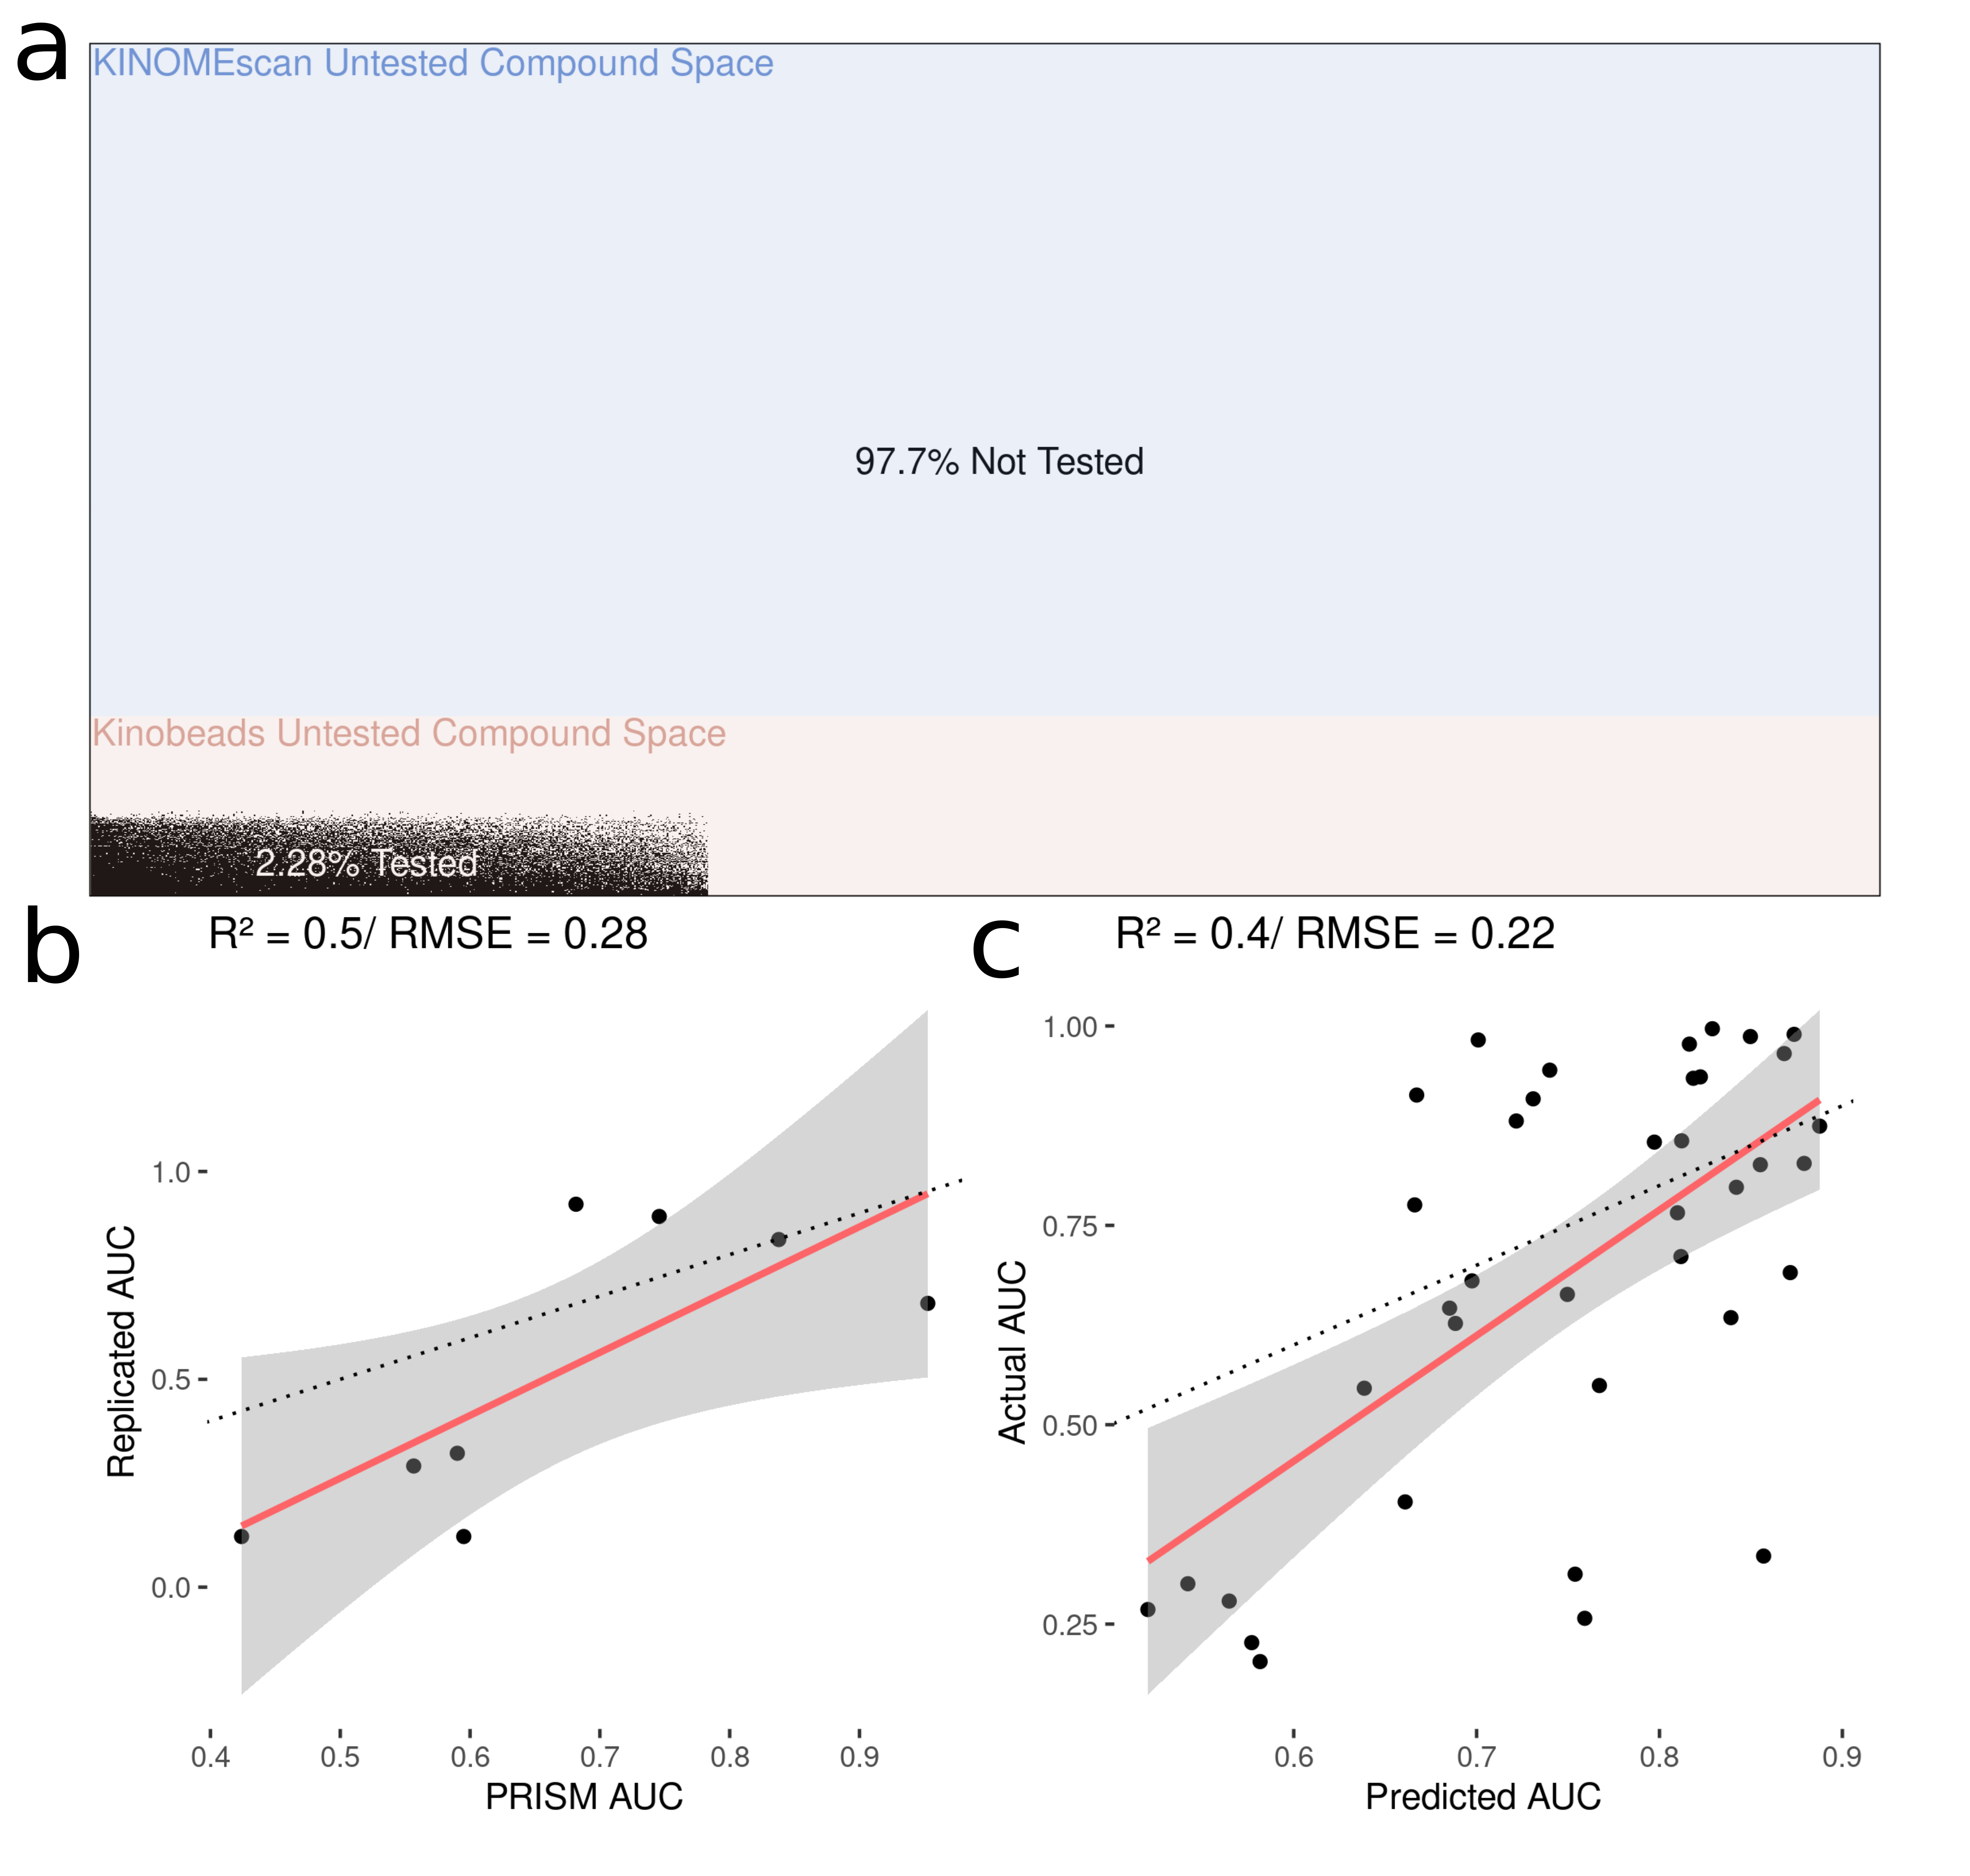 a
KINOMEscan Untested Compound Space
97.7% Not Tested
Kinobeads Untested Compound Space
2.28% Tested
b
R² = 0.5/ RMSE = 0.28
1.0
0.5
0.0
Replicated AUC
0.4 0.5 0.6 0.7 0.8 0.9
PRISM AUC
c
R² = 0.4/ RMSE = 0.22
1.00
0.75
0.50
0.25
Actual AUC
0.6 0.7 0.8 0.9
Predicted AUC